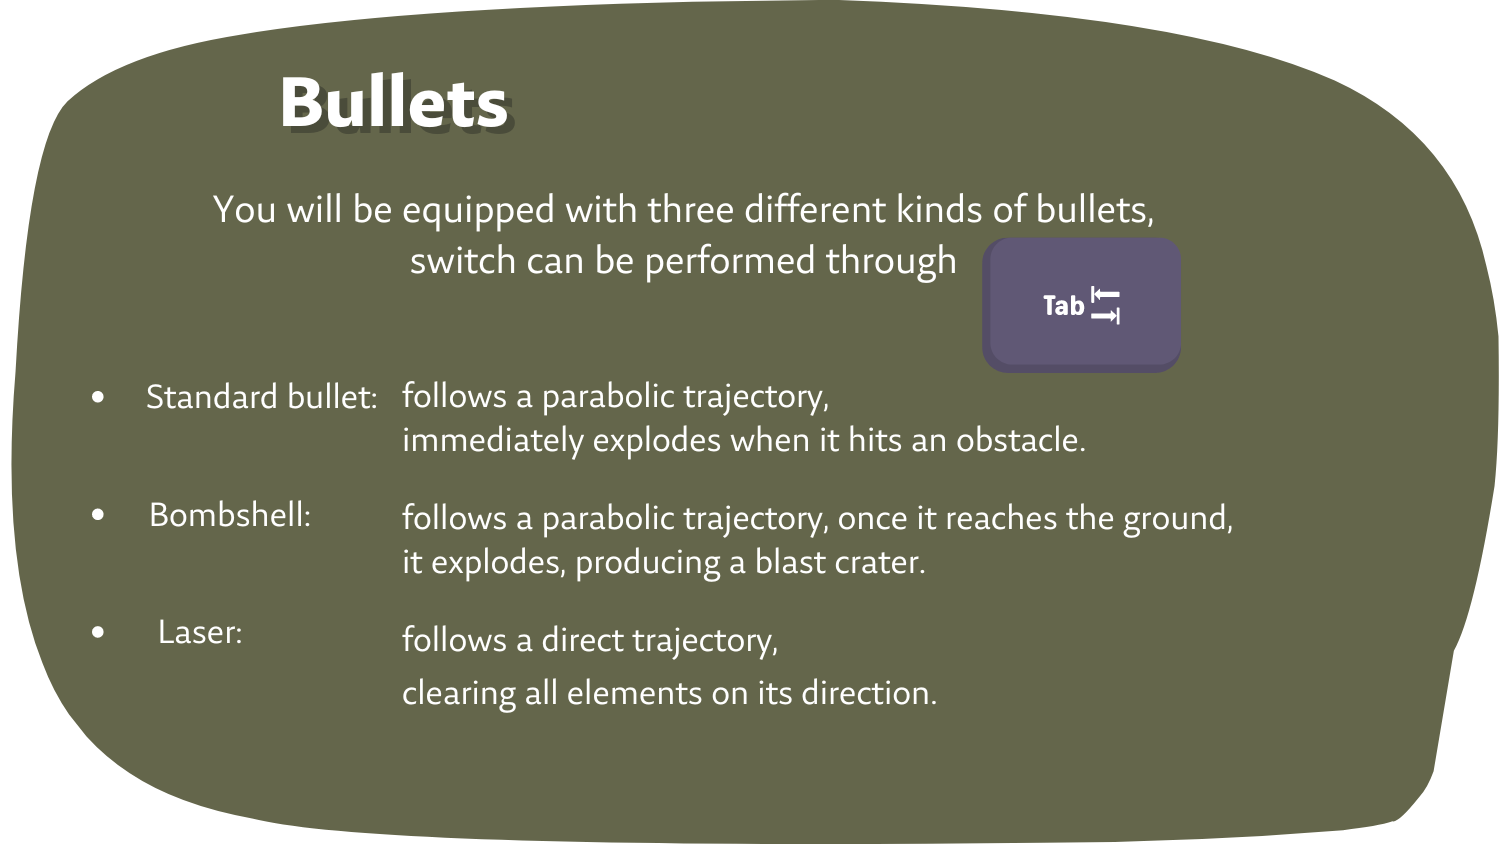 Bullets
You will be equipped with three different kinds of bullets,
switch can be performed through
Tab
• Standard bullet: follows a parabolic trajectory,
immediately explodes when it hits an obstacle.
• Bombshell: follows a parabolic trajectory, once it reaches the ground,
it explodes, producing a blast crater.
• Laser: follows a direct trajectory,
clearing all elements on its direction.